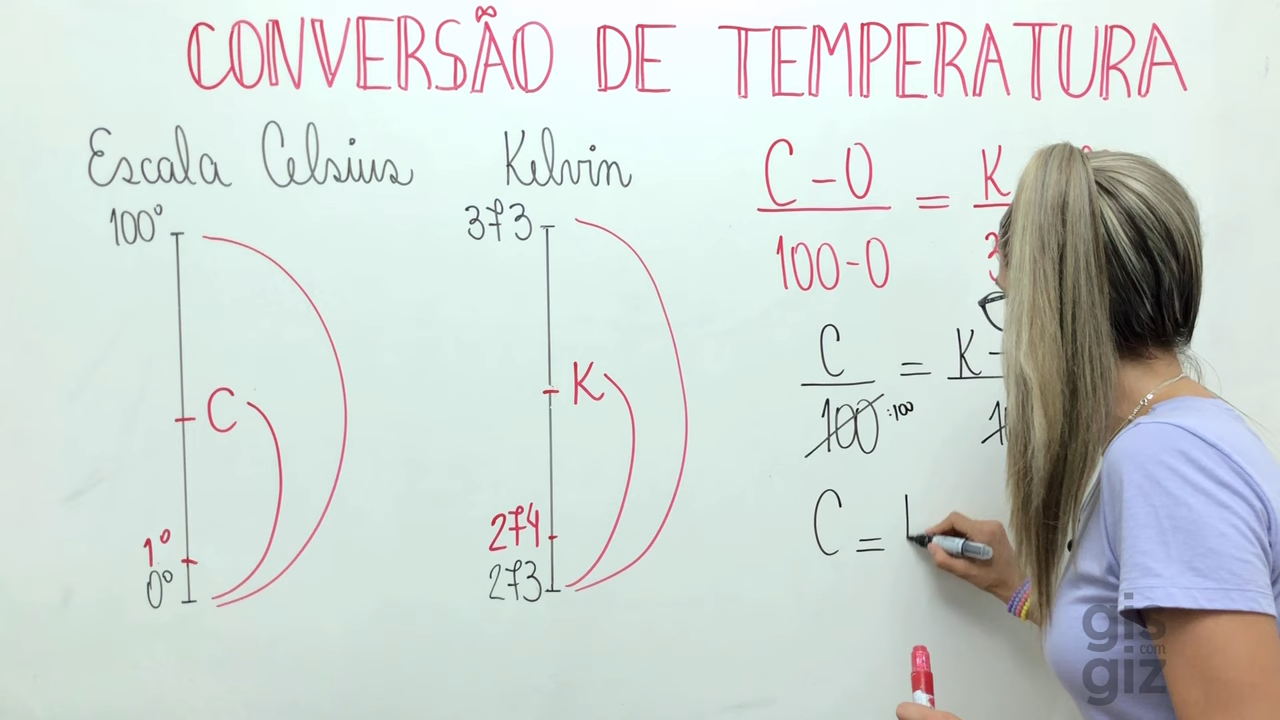 CONVERSÃO DE TEMPERATURA
Escala Celsius
100°
C
1°
0°
Kelvin
373
K
274
273
C - 0 = K
100 - 0 3
C = K -
100 :100
C =
gis
com
giz